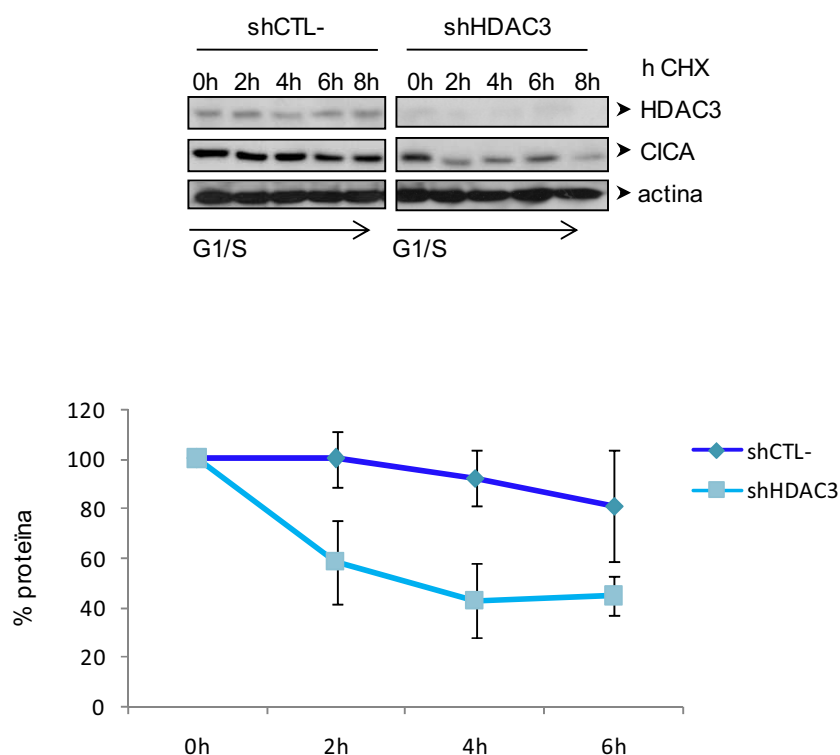 shCTL- shHDAC3
0h 2h 4h 6h 8h 0h 2h 4h 6h 8h h CHX
HDAC3
CICA
actina
G1/S G1/S
120
100
80
60
40
20
0
% proteïna
0h 2h 4h 6h
shCTL-
shHDAC3